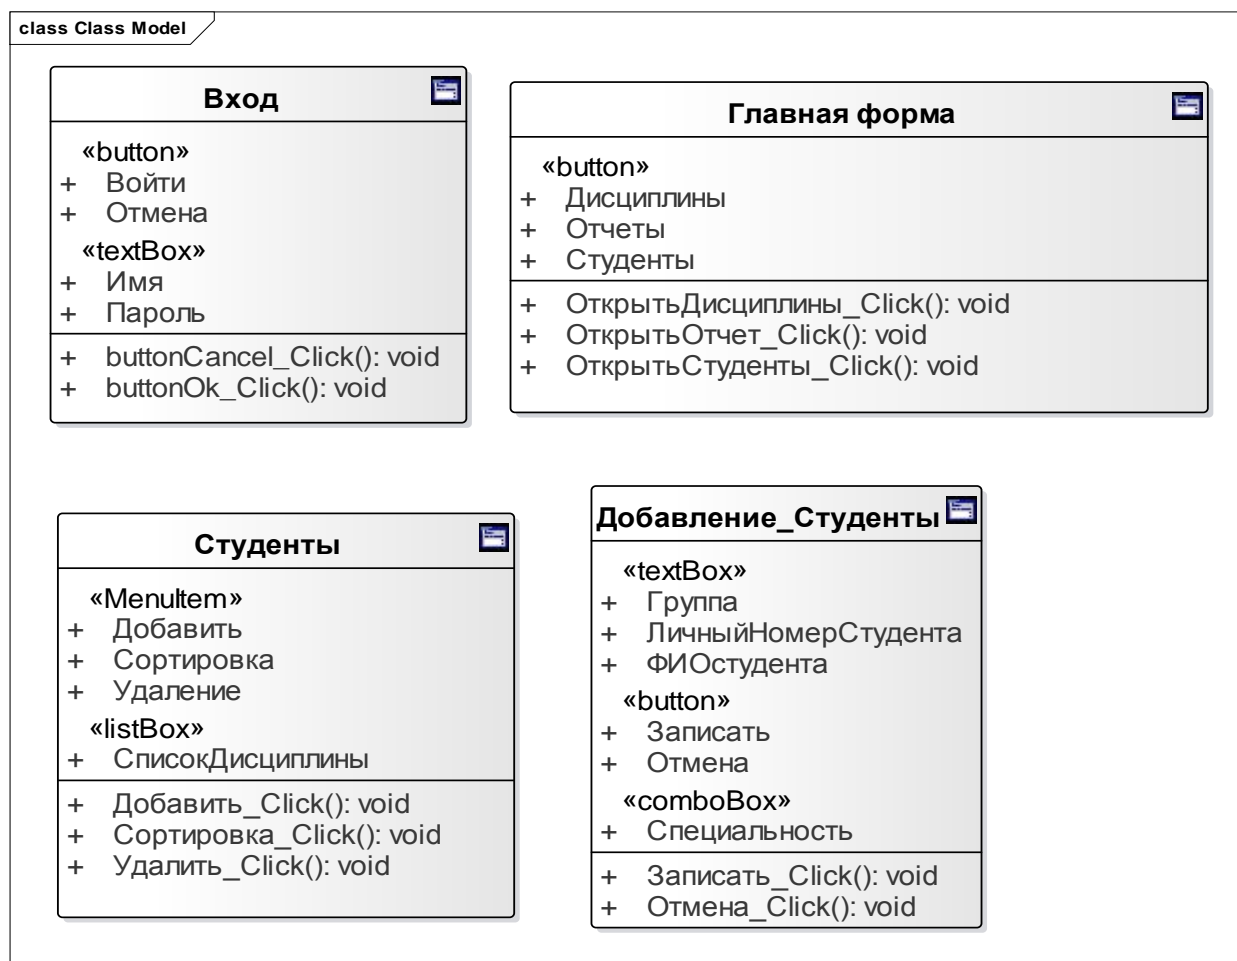 class Class Model
Вход
«button»
+ Войти
+ Отмена
«textBox»
+ Имя
+ Пароль
+ buttonCancel_Click(): void
+ buttonOk_Click(): void
Главная форма
«button»
+ Дисциплины
+ Отчеты
+ Студенты
+ ОткрытьДисциплины_Click(): void
+ ОткрытьОтчет_Click(): void
+ ОткрытьСтуденты_Click(): void
Студенты
«MenuItem»
+ Добавить
+ Сортировка
+ Удаление
«listBox»
+ СписокДисциплины
+ Добавить_Click(): void
+ Сортировка_Click(): void
+ Удалить_Click(): void
Добавление_Студенты
«textBox»
+ Группа
+ ЛичныйНомерСтудента
+ ФИОстудента
«button»
+ Записать
+ Отмена
«comboBox»
+ Специальность
+ Записать_Click(): void
+ Отмена_Click(): void